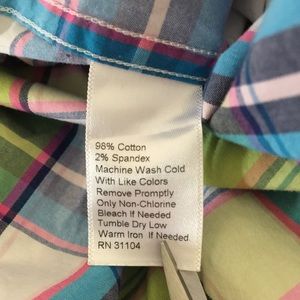 98% Cotton
2% Spandex
Machine Wash Cold
With Like Colors
Remove Promptly
Only Non-Chlorine
Bleach If Needed
Tumble Dry Low
Warm Iron If Needed
RN 31104